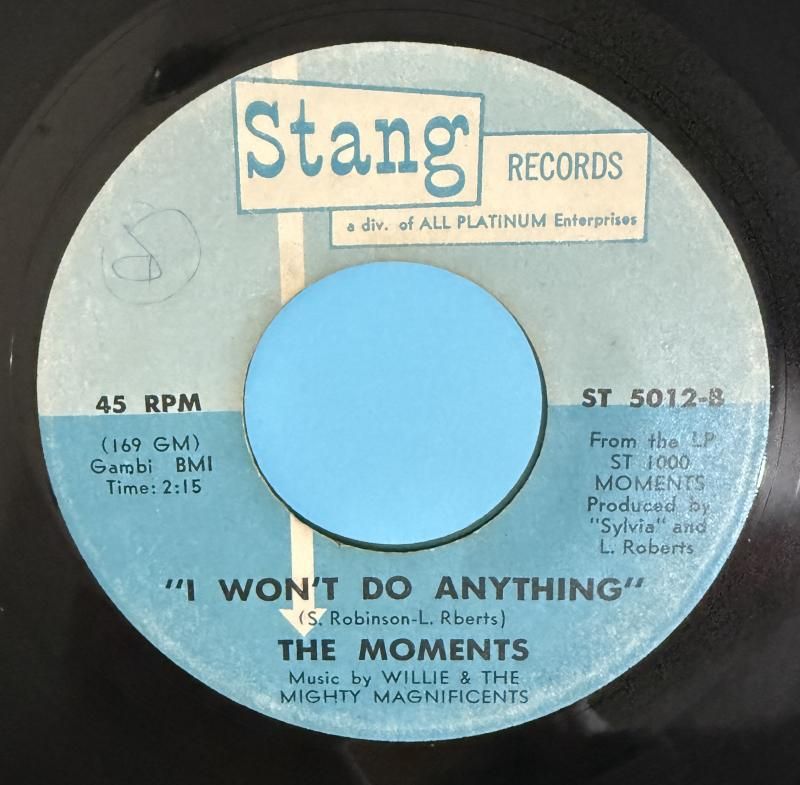 Stang
RECORDS
a div. of ALL PLATINUM Enterprises
45 RPM
(169 GM)
Gambi BMI
Time: 2:15
ST 5012-B
From the LP
ST 1000
MOMENTS
Produced by
"Sylvia" and
L. Roberts
"I WON'T DO ANYTHING"
(S. Robinson-L. Rberts)
THE MOMENTS
Music by WILLIE & THE
MIGHTY MAGNIFICENTS